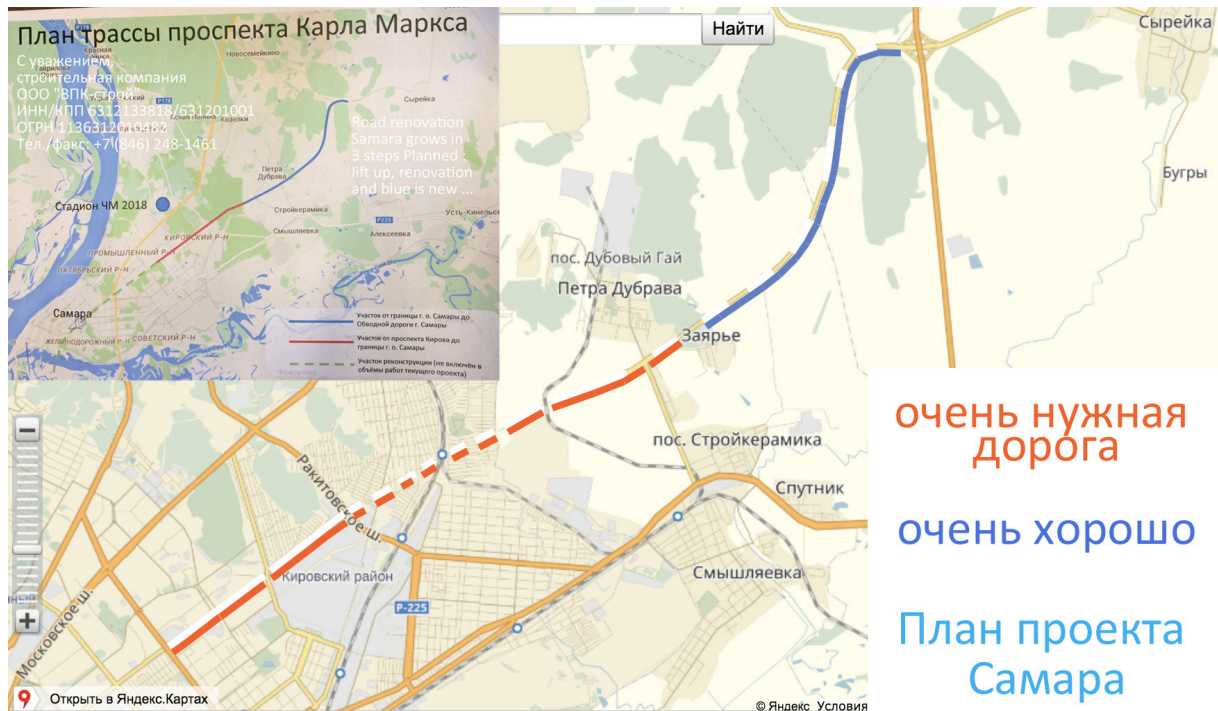 План трассы проспекта Карла Маркса
С уважением,
строительная компания
ООО "ВПК-строй"
ИНН/КПП 6312133818/631201001
Тел./факс: +7 (846) 248-1461
Новосемейкино
Красная
Козелки
Сырейка
Road renovation
Samara grows in
3 steps Planned :
lift up, renovation
and blue is new ...
Петра
Дубрава
Стадион ЧМ 2018
Стройкерамика
Смышляевка
Р225
Алексеевка
Усть-Кинельск
КИРОВСКИЙ Р-Н
ПРОМЫШЛЕННЫЙ Р-Н
ОКТЯБРЬСКИЙ Р-Н
Самара
ЖЕЛЕЗНОДОРОЖНЫЙ Р-Н
СОВЕТСКИЙ Р-Н
Участок от границы г. о. Самары до
Обводной дороги г. Самары
Участок от проспекта Кирова до
границы г. о. Самары
Участок реконструкции (не включён в
объёмы работ текущего проекта)
Найти
Сырейка
Бугры
пос. Дубовый Гай
Петра Дубрава
Заярье
пос. Стройкерамика
Спутник
Смышляевка
Ракитовское ш.
Кировский район
Р-225
Московское ш.
Открыть в Яндекс.Картах
© Яндекс Условия
очень нужная
дорога
очень хорошо
План проекта
Самара